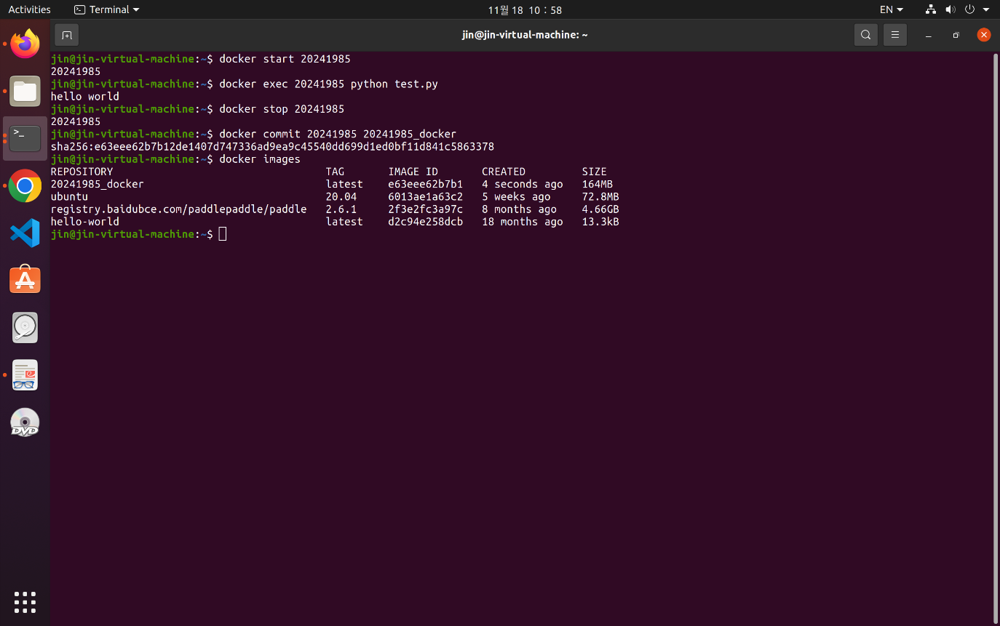 Activities Terminal 11월 18 10 : 58 EN
jin@jin-virtual-machine: ~
jin@jin-virtual-machine:~$ docker start 20241985
20241985
jin@jin-virtual-machine:~$ docker exec 20241985 python test.py
hello world
jin@jin-virtual-machine:~$ docker stop 20241985
20241985
jin@jin-virtual-machine:~$ docker commit 20241985 20241985_docker
sha256:e63eee62b7b12de1407d747336ad9ea9c45540dd699d1ed0bf11d841c5863378
jin@jin-virtual-machine:~$ docker images
REPOSITORY TAG IMAGE ID CREATED SIZE
20241985_docker latest e63eee62b7b1 4 seconds ago 164MB
ubuntu 20.04 6013ae1a63c2 5 weeks ago 72.8MB
registry.baidubce.com/paddlepaddle/paddle 2.6.1 2f3e2fc3a97c 8 months ago 4.66GB
hello-world latest d2c94e258dcb 18 months ago 13.3kB
jin@jin-virtual-machine:~$
DVD